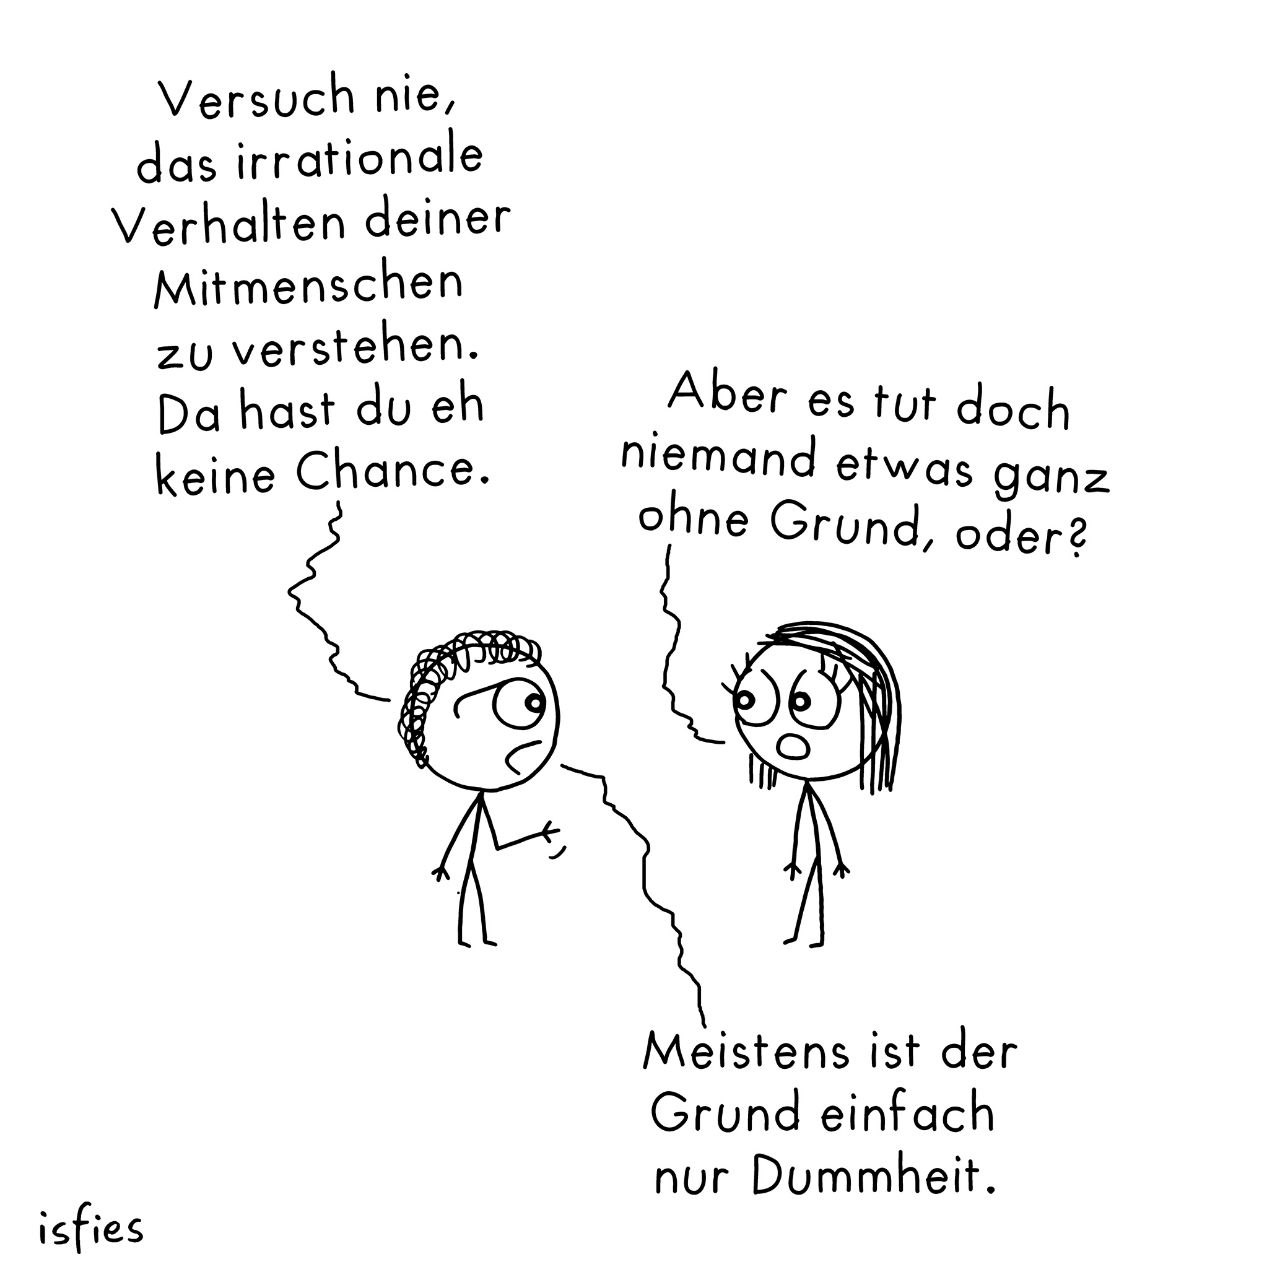 Versuch nie,
das irrationale
Verhalten deiner
Mitmenschen
zu verstehen.
Da hast du eh
keine Chance.
Aber es tut doch
niemand etwas ganz
ohne Grund, oder?
Meistens ist der
Grund einfach
nur Dummheit.
isfies